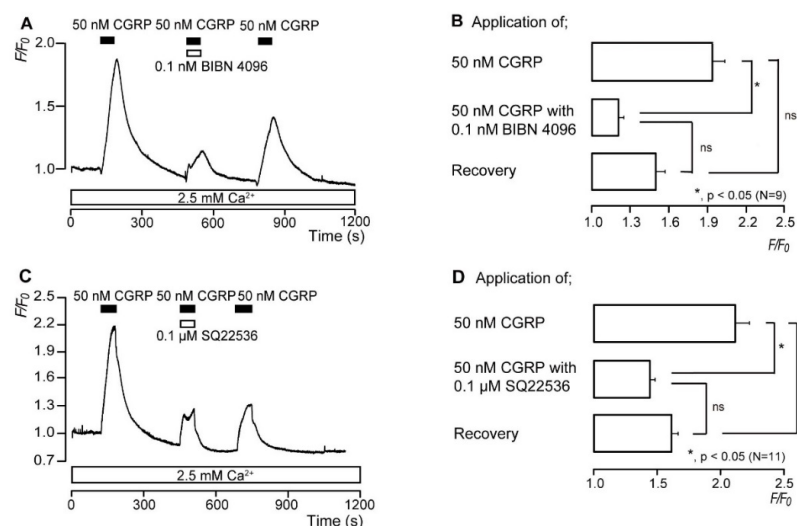 A
50 nM CGRP 50 nM CGRP 50 nM CGRP
0.1 nM BIBN 4096
F/F0
2.0
1.5
1.0
2.5 mM Ca2+
0 300 600 900 1200
Time (s)
B Application of;
50 nM CGRP
50 nM CGRP with
0.1 nM BIBN 4096
Recovery
*
ns
ns
*, p < 0.05 (N=9)
1.0 1.3 1.6 1.9 2.2 2.5
F/F0
C
50 nM CGRP 50 nM CGRP 50 nM CGRP
0.1 µM SQ22536
F/F0
2.5
2.2
1.9
1.6
1.3
1.0
0.7
2.5 mM Ca2+
0 300 600 900 1200
Time (s)
D Application of;
50 nM CGRP
50 nM CGRP with
0.1 µM SQ22536
Recovery
*
ns
*, p < 0.05 (N=11)
1.0 1.5 2.0 2.5
F/F0